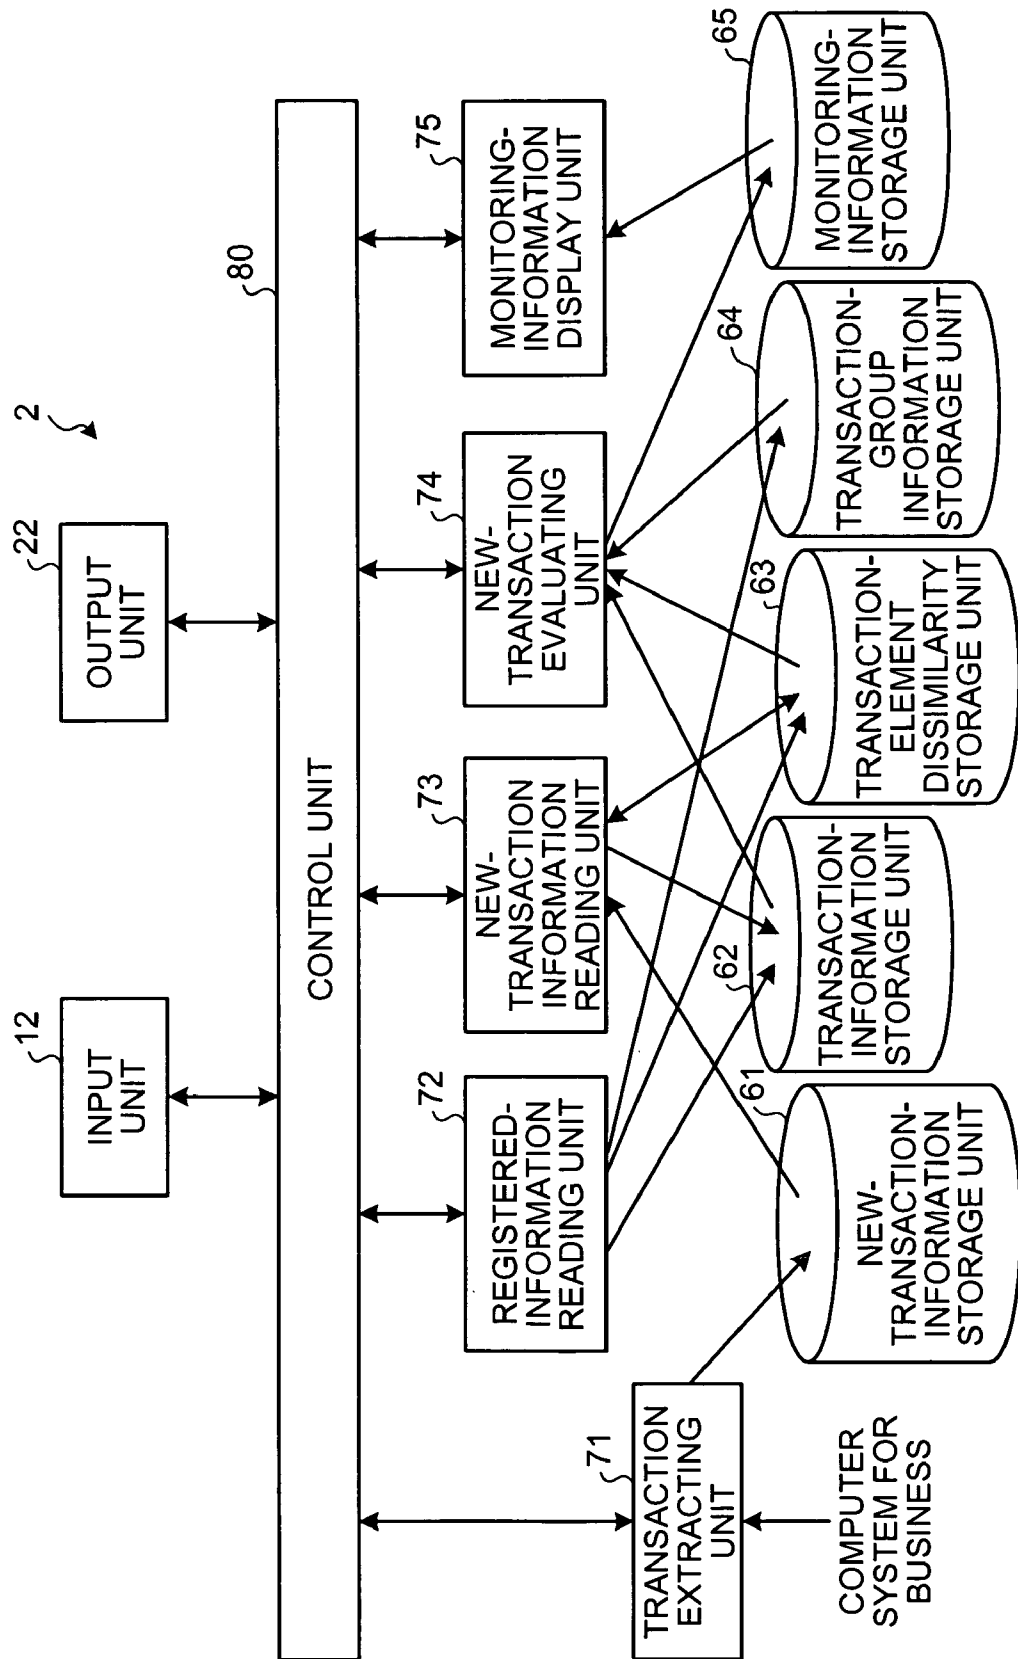 2
12
INPUT
UNIT
22
OUTPUT
UNIT
80
CONTROL UNIT
71
TRANSACTION
EXTRACTING
UNIT
72
REGISTERED-
INFORMATION
READING UNIT
73
NEW-
TRANSACTION
INFORMATION
READING UNIT
74
NEW-
TRANSACTION
EVALUATING
UNIT
75
MONITORING-
INFORMATION
DISPLAY UNIT
COMPUTER
SYSTEM FOR
BUSINESS
61
NEW-
TRANSACTION-
INFORMATION
STORAGE UNIT
62
TRANSACTION-
INFORMATION
STORAGE UNIT
63
TRANSACTION-
ELEMENT
DISSIMILARITY
STORAGE UNIT
64
TRANSACTION-
GROUP
INFORMATION
STORAGE UNIT
65
MONITORING-
INFORMATION
STORAGE UNIT